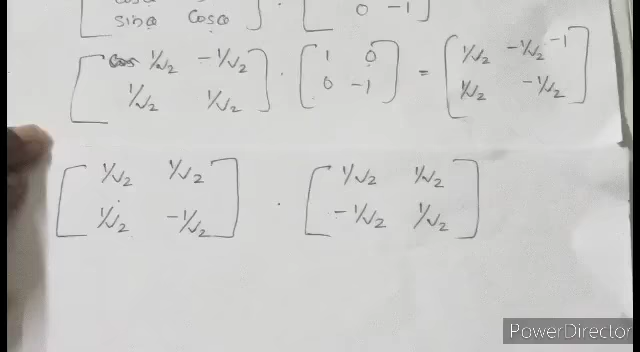 sinθ cosθ 0 -1
1/√2 -1/√2 · 1 0 = 1/√2 -1/√2 -1
1/√2 1/√2 0 -1 1/√2 -1/√2
1/√2 1/√2 · 1/√2 1/√2
1/√2 -1/√2 -1/√2 1/√2
PowerDirector